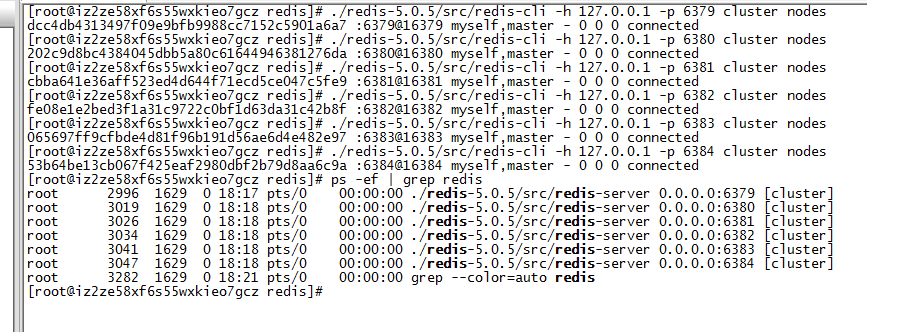 [root@iz2ze58xf6s55wxkieo7gcz redis]# ./redis-5.0.5/src/redis-cli -h 127.0.0.1 -p 6379 cluster nodes
dcc4db4313497f09e9bfb9988cc7152c5901a6a7 :6379@16379 myself,master - 0 0 0 connected
[root@iz2ze58xf6s55wxkieo7gcz redis]# ./redis-5.0.5/src/redis-cli -h 127.0.0.1 -p 6380 cluster nodes
202c9d8bc4384045dbb5a80c61644946381276da :6380@16380 myself,master - 0 0 0 connected
[root@iz2ze58xf6s55wxkieo7gcz redis]# ./redis-5.0.5/src/redis-cli -h 127.0.0.1 -p 6381 cluster nodes
cbba641e36aff523ed4d644f71ecd5ce047c5fe9 :6381@16381 myself,master - 0 0 0 connected
[root@iz2ze58xf6s55wxkieo7gcz redis]# ./redis-5.0.5/src/redis-cli -h 127.0.0.1 -p 6382 cluster nodes
fe08e1e2bed3f1a31c9722c0bf1d63da31c42b8f :6382@16382 myself,master - 0 0 0 connected
[root@iz2ze58xf6s55wxkieo7gcz redis]# ./redis-5.0.5/src/redis-cli -h 127.0.0.1 -p 6383 cluster nodes
065697ff9cfbde4d81f96b191d56ae6d4e482e97 :6383@16383 myself,master - 0 0 0 connected
[root@iz2ze58xf6s55wxkieo7gcz redis]# ./redis-5.0.5/src/redis-cli -h 127.0.0.1 -p 6384 cluster nodes
53b64be13cb067f425eaf2980dbf2b79d8aa6c9a :6384@16384 myself,master - 0 0 0 connected
[root@iz2ze58xf6s55wxkieo7gcz redis]# ps -ef | grep redis
root 2996 1629 0 18:17 pts/0 00:00:00 ./redis-5.0.5/src/redis-server 0.0.0.0:6379 [cluster]
root 3019 1629 0 18:18 pts/0 00:00:00 ./redis-5.0.5/src/redis-server 0.0.0.0:6380 [cluster]
root 3026 1629 0 18:18 pts/0 00:00:00 ./redis-5.0.5/src/redis-server 0.0.0.0:6381 [cluster]
root 3034 1629 0 18:18 pts/0 00:00:00 ./redis-5.0.5/src/redis-server 0.0.0.0:6382 [cluster]
root 3041 1629 0 18:18 pts/0 00:00:00 ./redis-5.0.5/src/redis-server 0.0.0.0:6383 [cluster]
root 3047 1629 0 18:18 pts/0 00:00:00 ./redis-5.0.5/src/redis-server 0.0.0.0:6384 [cluster]
root 3282 1629 0 18:21 pts/0 00:00:00 grep --color=auto redis
[root@iz2ze58xf6s55wxkieo7gcz redis]#